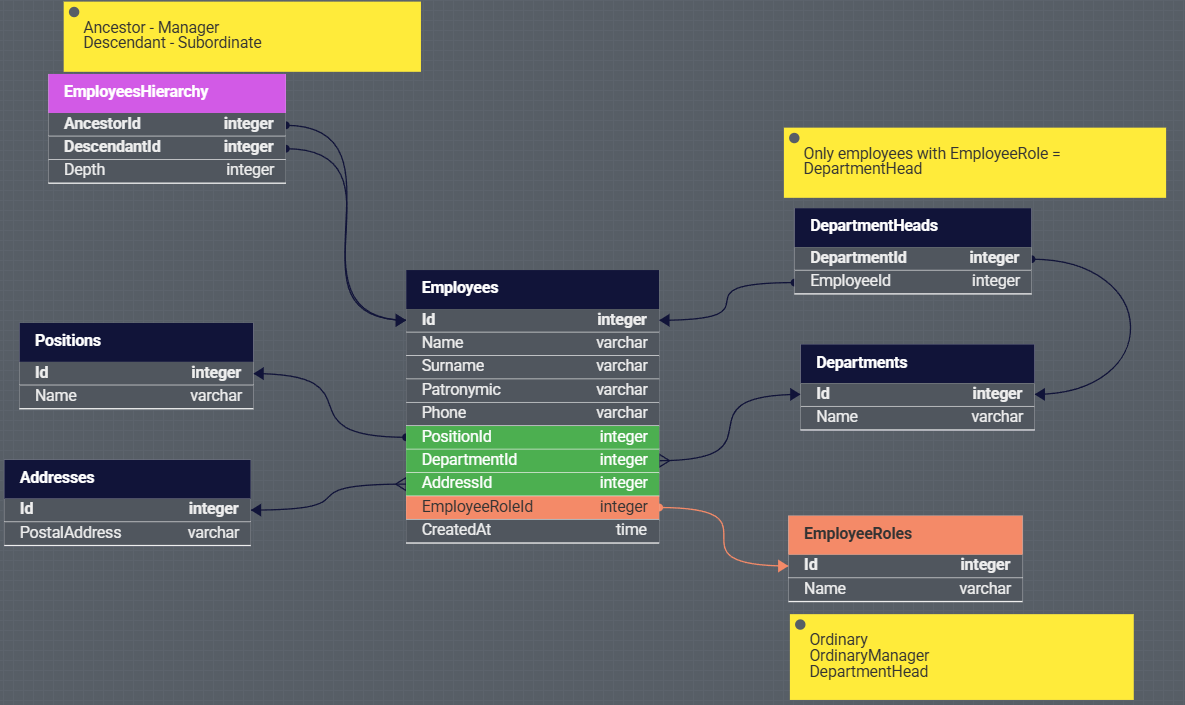 Ancestor - Manager
Descendant - Subordinate
EmployeesHierarchy
AncestorId integer
DescendantId integer
Depth integer
Only employees with EmployeeRole =
DepartmentHead
DepartmentHeads
DepartmentId integer
EmployeeId integer
Employees
Id integer
Name varchar
Surname varchar
Patronymic varchar
Phone varchar
PositionId integer
DepartmentId integer
AddressId integer
EmployeeRoleId integer
CreatedAt time
Positions
Id integer
Name varchar
Departments
Id integer
Name varchar
Addresses
Id integer
PostalAddress varchar
EmployeeRoles
Id integer
Name varchar
Ordinary
OrdinaryManager
DepartmentHead